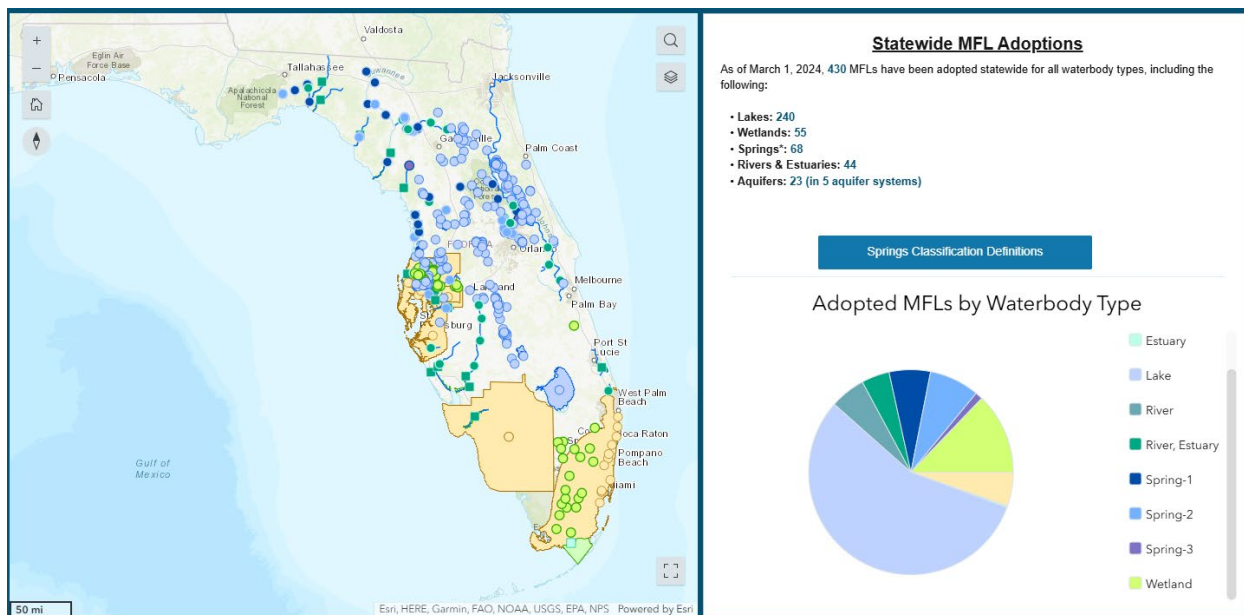 Valdosta
Eglin Air
Force Base
Pensacola
Tallahassee
Apalachicola
National
Forest
Jacksonville
Palm Coast
Orlando
Lakeland
Melbourne
Palm Bay
Port St
Lucie
West Palm
Beach
oca Raton
Pompano
Beach
iami
Gulf of
Mexico
50 mi
Esri, HERE, Garmin, FAO, NOAA, USGS, EPA, NPS Powered by Esri
Statewide MFL Adoptions
As of March 1, 2024, 430 MFLs have been adopted statewide for all waterbody types, including the
following:
• Lakes: 240
• Wetlands: 55
• Springs*: 68
• Rivers & Estuaries: 44
• Aquifers: 23 (in 5 aquifer systems)
Springs Classification Definitions
Adopted MFLs by Waterbody Type
Estuary
Lake
River
River, Estuary
Spring-1
Spring-2
Spring-3
Wetland